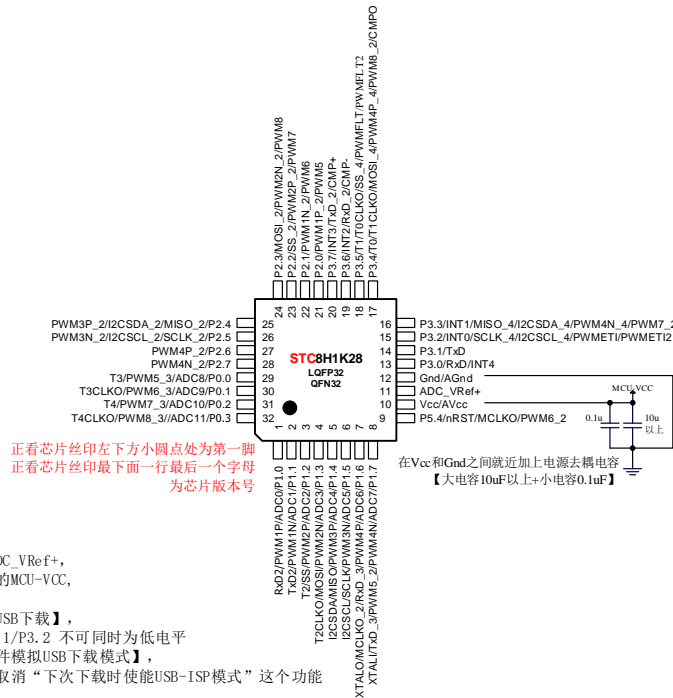 P2.3/MOSI_2/PWM2N_2/PWM8
P2.2/SS_2/PWM2P_2/PWM7
P2.1/PWM1N_2/PWM6
P2.0/PWM1P_2/PWM5
P3.7/INT3/TxD_2/CMP+
P3.6/INT2/RxD_2/CMP-
P3.5/T1/T0CLKO/SS_4/PWMFLT/PWMFLT2
P3.4/T0/T1CLKO/MOSI_4/PWM4P_4/PWM8_2/CMPO
24
23
22
21
20
19
18
17
PWM3P_2/I2CSDA_2/MISO_2/P2.4 25
PWM3N_2/I2CSCL_2/SCLK_2/P2.5 26
PWM4P_2/P2.6 27
PWM4N_2/P2.7 28
T3/PWM5_3/ADC8/P0.0 29
T3CLKO/PWM6_3/ADC9/P0.1 30
T4/PWM7_3/ADC10/P0.2 31
T4CLKO/PWM8_3//ADC11/P0.3 32
STC8H1K28
LQFP32
QFN32
16 P3.3/INT1/MISO_4/I2CSDA_4/PWM4N_4/PWM7_2
15 P3.2/INT0/SCLK_4/I2CSCL_4/PWMETI/PWMETI2
14 P3.1/TxD
13 P3.0/RxD/INT4
12 Gnd/AGnd
11 ADC_VRef+
10 Vcc/AVcc
9 P5.4/nRST/MCLKO/PWM6_2
MCU-VCC
0.1u
10u
以上
1
2
3
4
5
6
7
8
RxD2/PWM1P/ADC0/P1.0
TxD2/PWM1N/ADC1/P1.1
T2/SS/PWM2P/ADC2/P1.2
T2CLKO/MOSI/PWM2N/ADC3/P1.3
I2CSDA/MISO/PWM3P/ADC4/P1.4
I2CSCL/SCLK/PWM3N/ADC5/P1.5
XTALO/MCLKO_2/RxD_3/PWM4P/ADC6/P1.6
XTALI/TxD_3/PWM5_2/PWM4N/ADC7/P1.7
正看芯片丝印左下方小圆点处为第一脚
正看芯片丝印最下面一行最后一个字母
为芯片版本号
在Vcc和Gnd之间就近加上电源去耦电容
【大电容10uF以上+小电容0.1uF】
DC_VRef+,
的MCU-VCC,
USB下载】,
1/P3.2 不可同时为低电平
件模拟USB下载模式】,
取消“下次下载时使能USB-ISP模式”这个功能